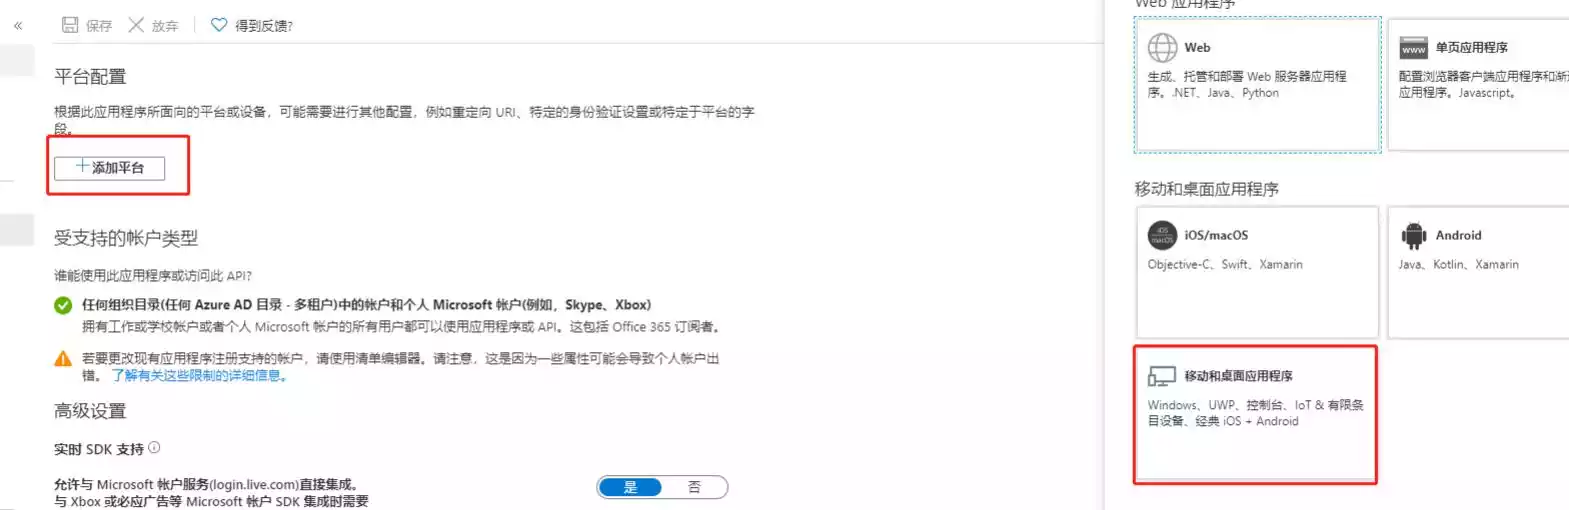 «
保存
放弃
得到反馈?
平台配置
根据此应用程序所面向的平台或设备，可能需要进行其他配置，例如重定向 URI、特定的身份验证设置或特定于平台的字
段。
添加平台
受支持的帐户类型
谁能使用此应用程序或访问此 API?
任何组织目录(任何 Azure AD 目录 - 多租户)中的帐户和个人 Microsoft 帐户(例如，Skype、Xbox)
拥有工作或学校帐户或者个人 Microsoft 帐户的所有用户都可以使用应用程序或 API。这包括 Office 365 订阅者。
若要更改现有应用程序注册支持的帐户，请使用清单编辑器。请注意，这是因为一些属性可能会导致个人帐户出
错。 了解有关这些限制的详细信息。
高级设置
实时 SDK 支持
允许与 Microsoft 帐户服务(login.live.com)直接集成。
与 Xbox 或必应广告等 Microsoft 帐户 SDK 集成时需要
是
否
Web 应用程序
Web
生成、托管和部署 Web 服务器应用程
序。.NET、Java、Python
www
单页应用程序
配置浏览器客户端应用程序和渐
应用程序。Javascript。
移动和桌面应用程序
iOS
macOS
iOS/macOS
Objective-C、Swift、Xamarin
Android
Java、Kotlin、Xamarin
移动和桌面应用程序
Windows、UWP、控制台、IoT & 有限条
目设备、经典 iOS + Android